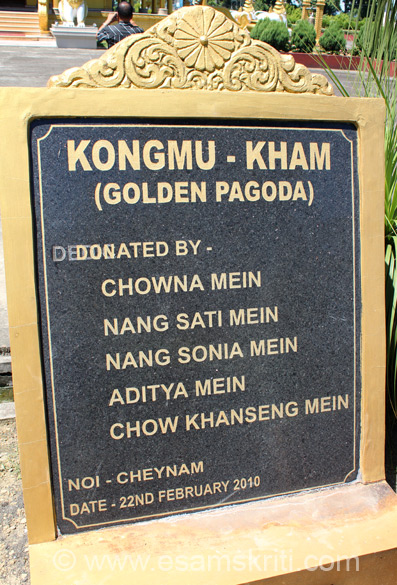 KONGMU - KHAM
(GOLDEN PAGODA)
DONATED BY -
CHOWNA MEIN
NANG SATI MEIN
NANG SONIA MEIN
ADITYA MEIN
CHOW KHANSENG MEIN
NOI - CHEYNAM
DATE - 22ND FEBRUARY 2010
© www.esamskriti.com